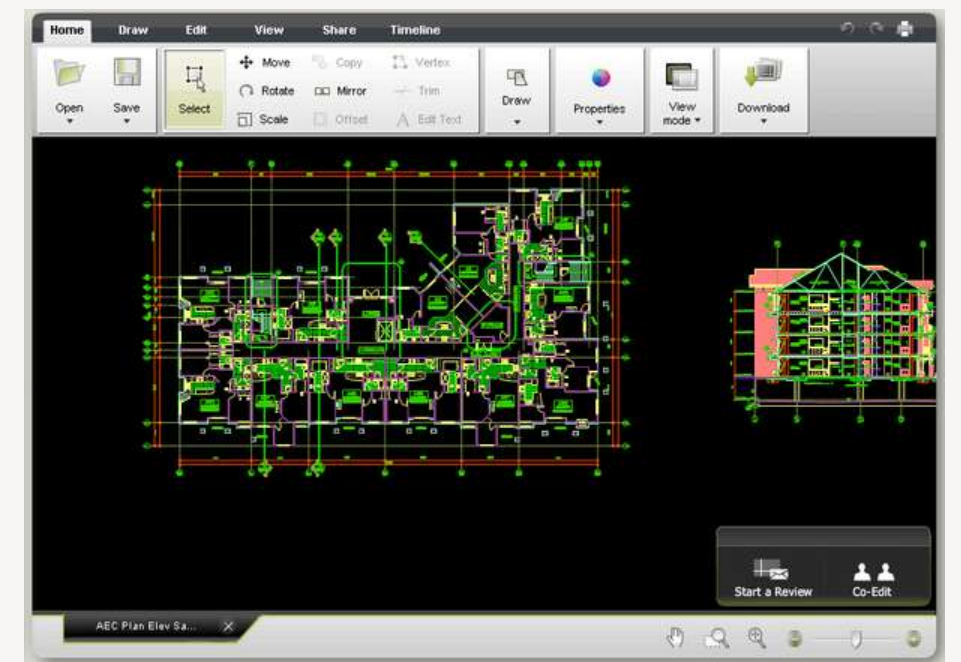 Home Draw Edit View Share Timeline
Move Copy Vertex
Rotate Mirror Trim
Open Save Select Draw Properties View mode Download
Scale Offset Edit Text
Start a Review Co-Edit
AEC Plan Elev Sa...